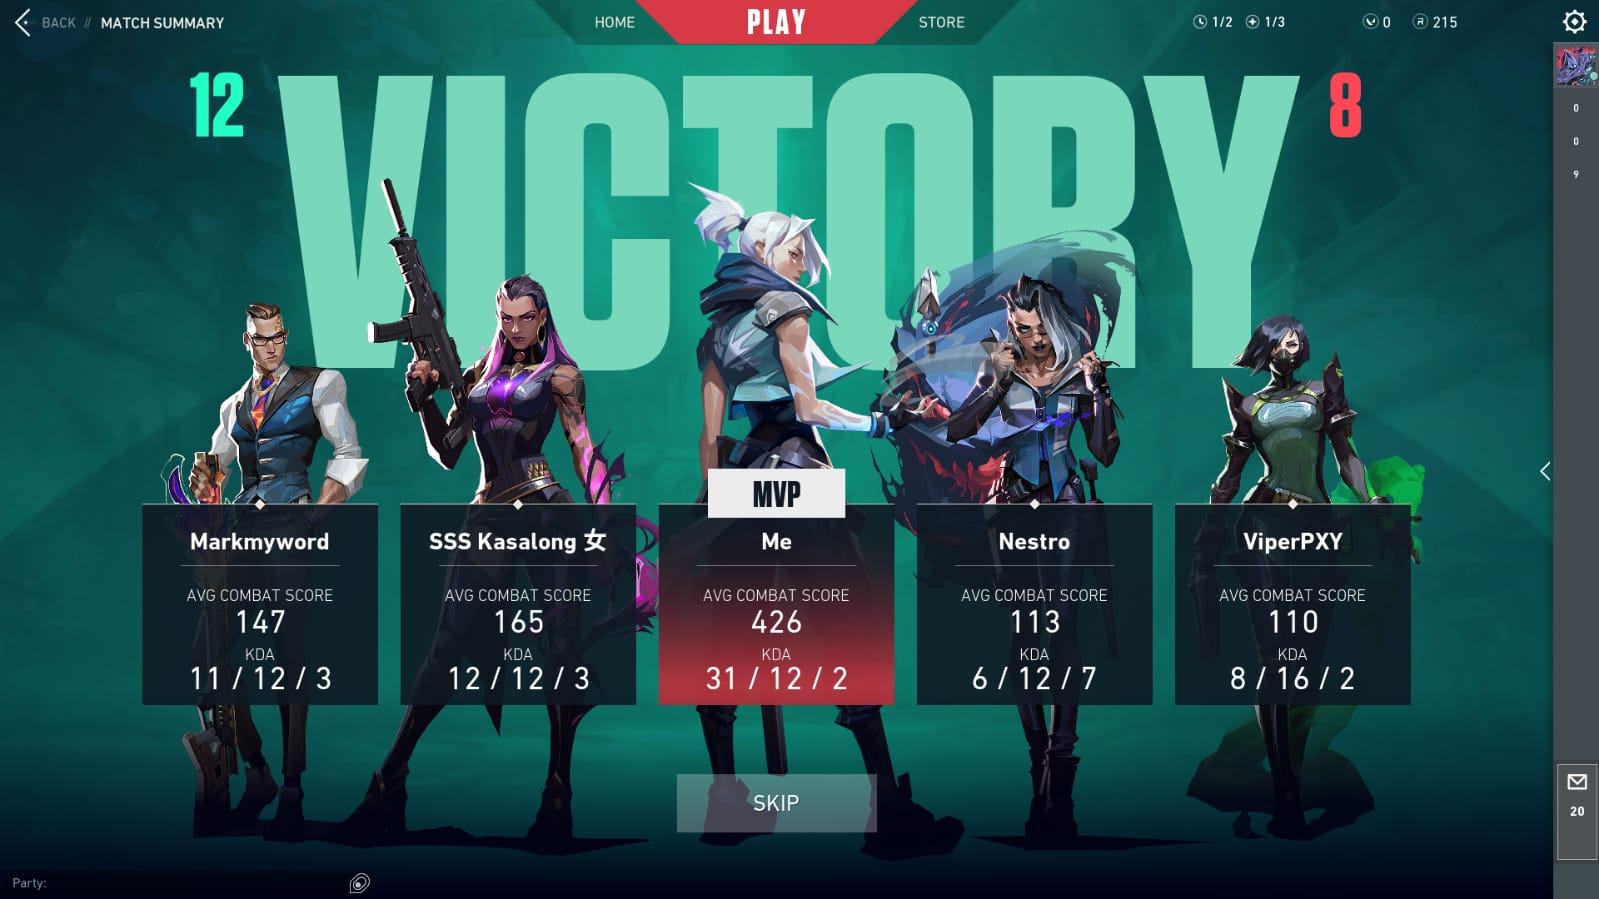 BACK // MATCH SUMMARY
HOME
PLAY
STORE
1/2
1/3
0
215
12
VICTORY
8
0
0
9
MVP
Markmyword
AVG COMBAT SCORE
147
KDA
11 / 12 / 3
SSS Kasalong 女
AVG COMBAT SCORE
165
KDA
12 / 12 / 3
Me
AVG COMBAT SCORE
426
KDA
31 / 12 / 2
Nestro
AVG COMBAT SCORE
113
KDA
6 / 12 / 7
ViperPXY
AVG COMBAT SCORE
110
KDA
8 / 16 / 2
SKIP
20
Party: